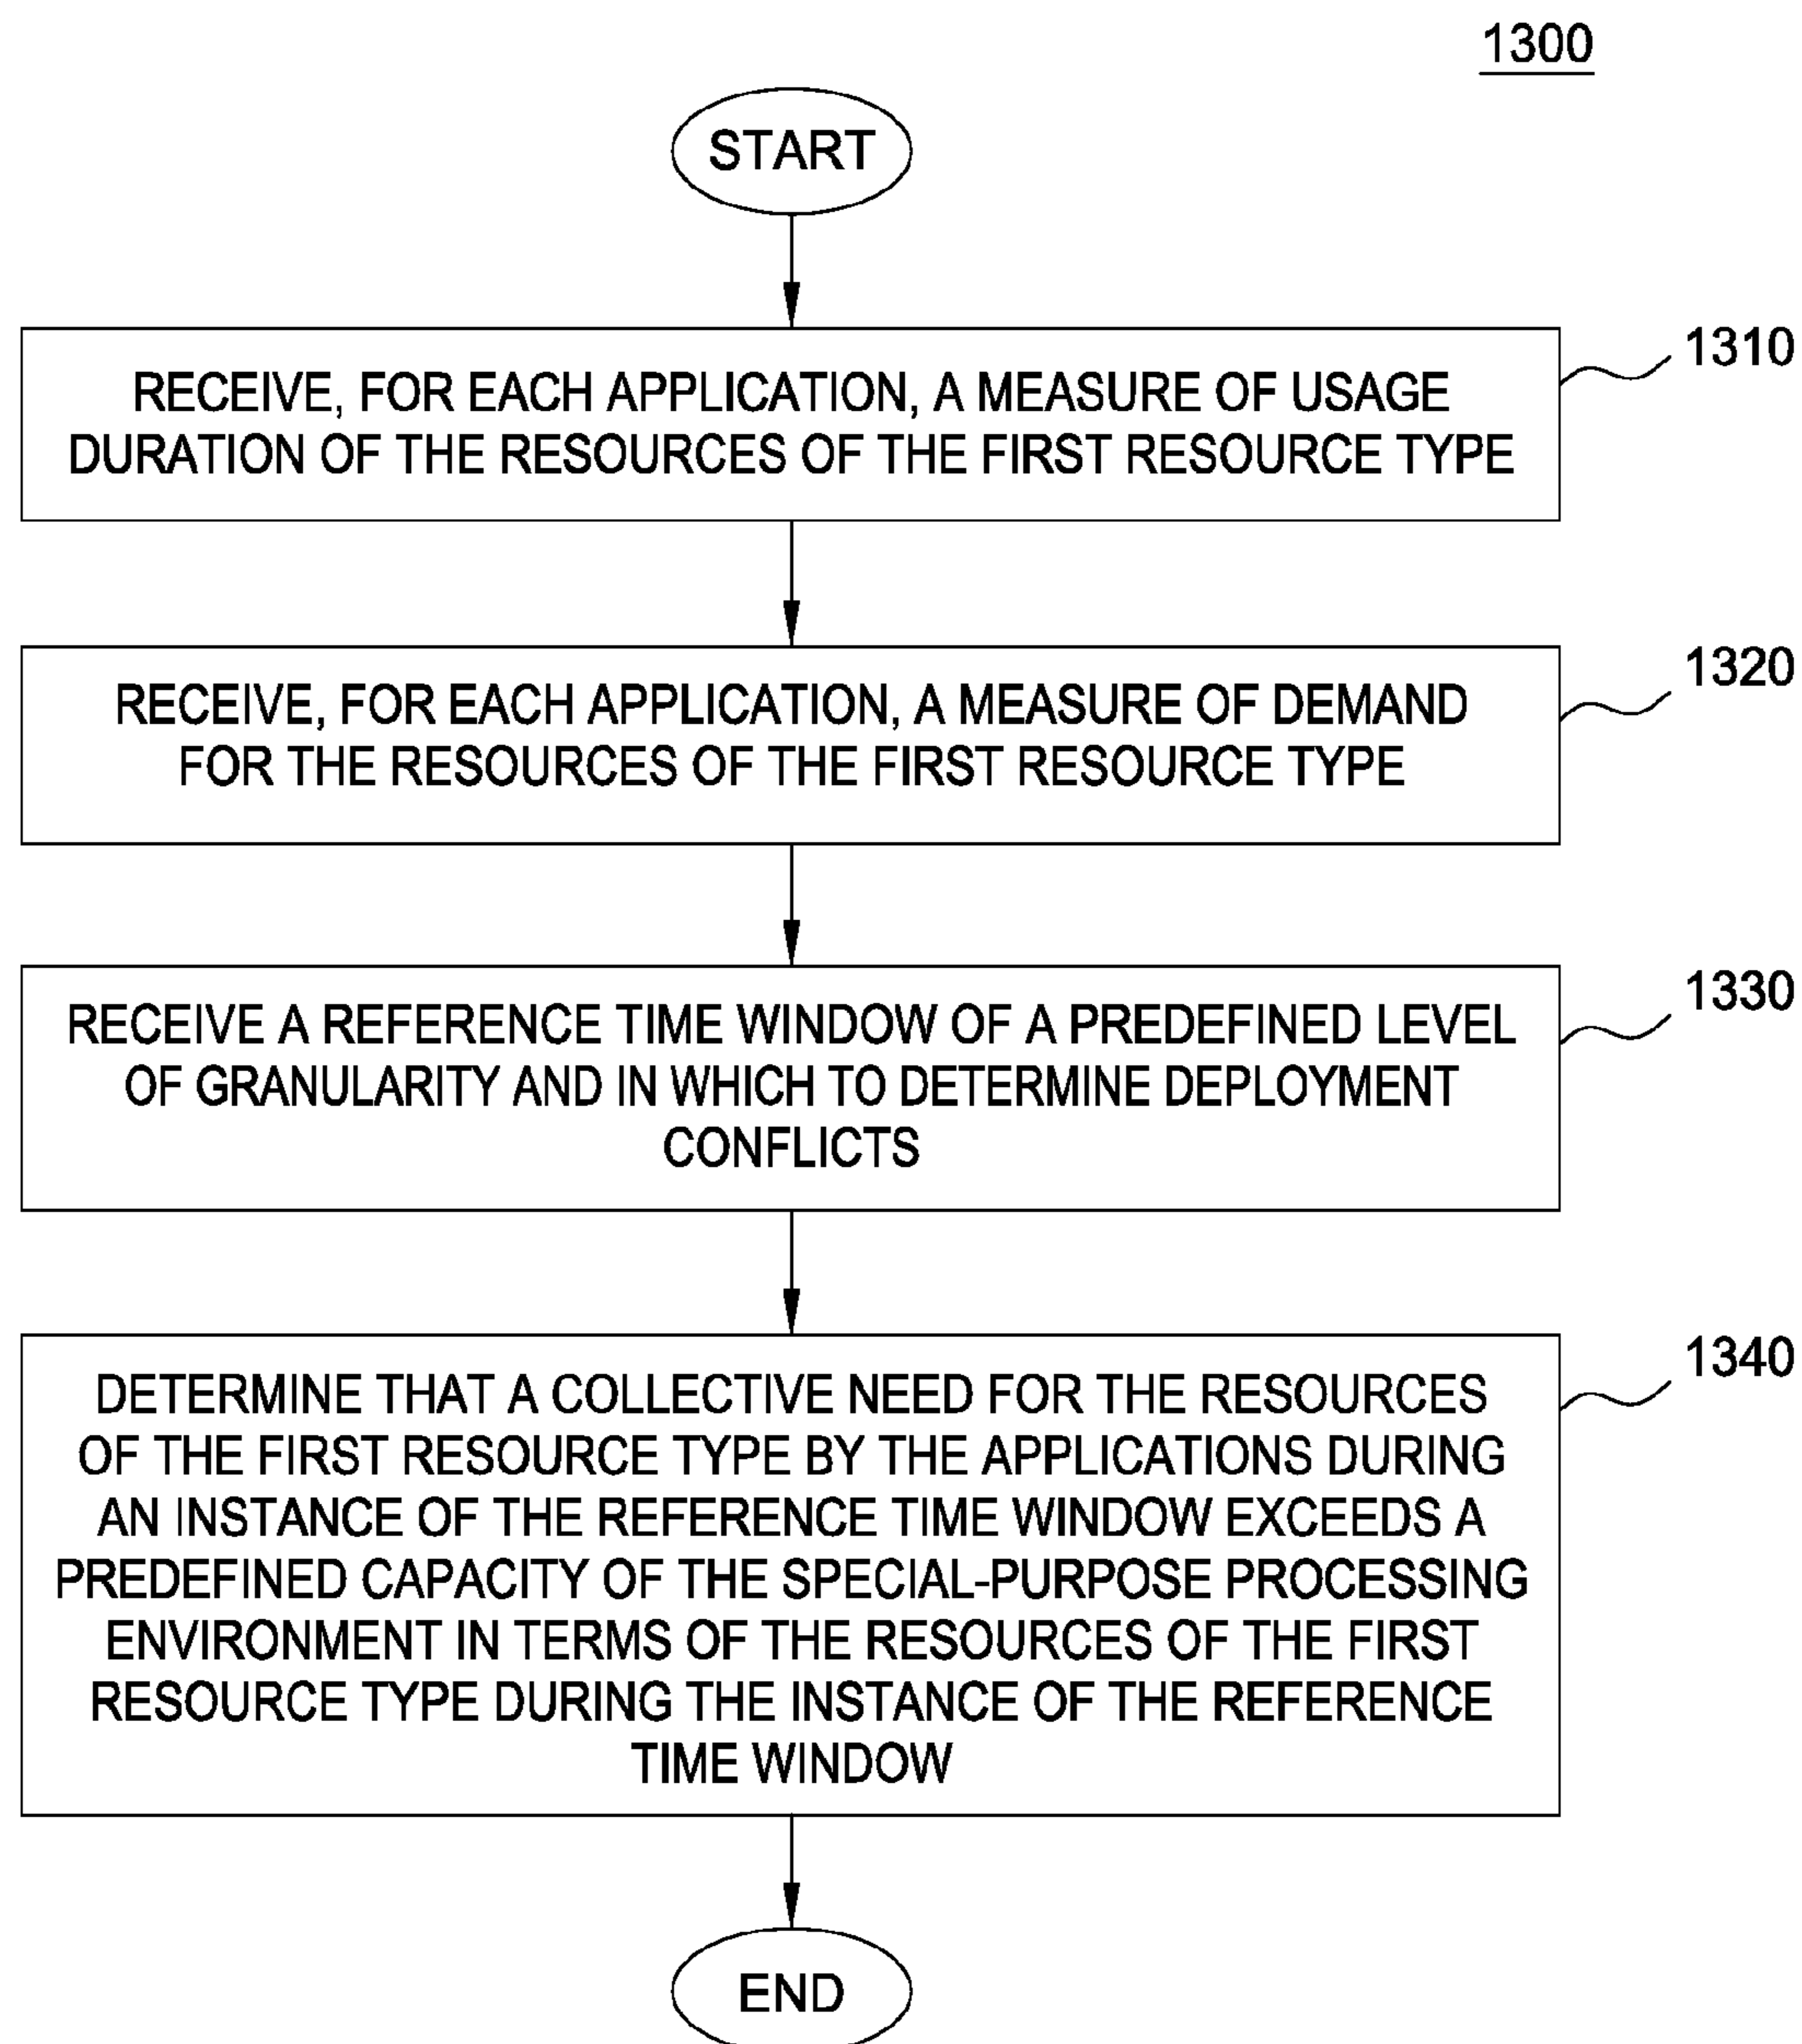 1300
START
RECEIVE, FOR EACH APPLICATION, A MEASURE OF USAGE
DURATION OF THE RESOURCES OF THE FIRST RESOURCE TYPE
1310
RECEIVE, FOR EACH APPLICATION, A MEASURE OF DEMAND
FOR THE RESOURCES OF THE FIRST RESOURCE TYPE
1320
RECEIVE A REFERENCE TIME WINDOW OF A PREDEFINED LEVEL
OF GRANULARITY AND IN WHICH TO DETERMINE DEPLOYMENT
CONFLICTS
1330
DETERMINE THAT A COLLECTIVE NEED FOR THE RESOURCES
OF THE FIRST RESOURCE TYPE BY THE APPLICATIONS DURING
AN INSTANCE OF THE REFERENCE TIME WINDOW EXCEEDS A
PREDEFINED CAPACITY OF THE SPECIAL-PURPOSE PROCESSING
ENVIRONMENT IN TERMS OF THE RESOURCES OF THE FIRST
RESOURCE TYPE DURING THE INSTANCE OF THE REFERENCE
TIME WINDOW
1340
END